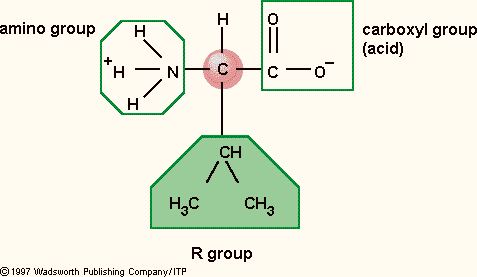 amino group
H
H
+
H
N
H
C
O
C
O−
carboxyl group
(acid)
CH
H₃C
CH₃
R group
© 1997 Wadsworth Publishing Company/ITP